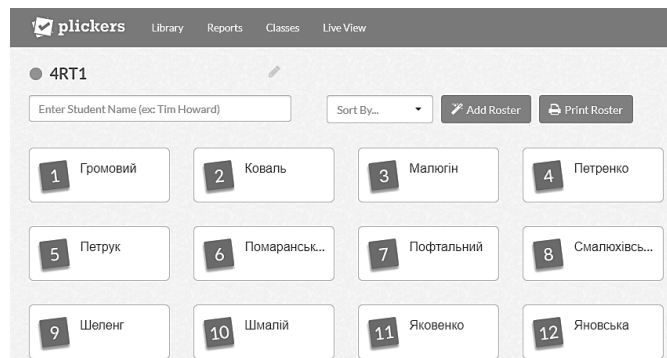 plickers Library Reports Classes Live View
4RT1
Enter Student Name (ex: Tim Howard) Sort By... Add Roster Print Roster
1 Громовий 2 Коваль 3 Малюгін 4 Петренко
5 Петрук 6 Помаранськ... 7 Пофтальний 8 Смалюхівсь...
9 Шеленг 10 Шмалій 11 Яковенко 12 Яновська